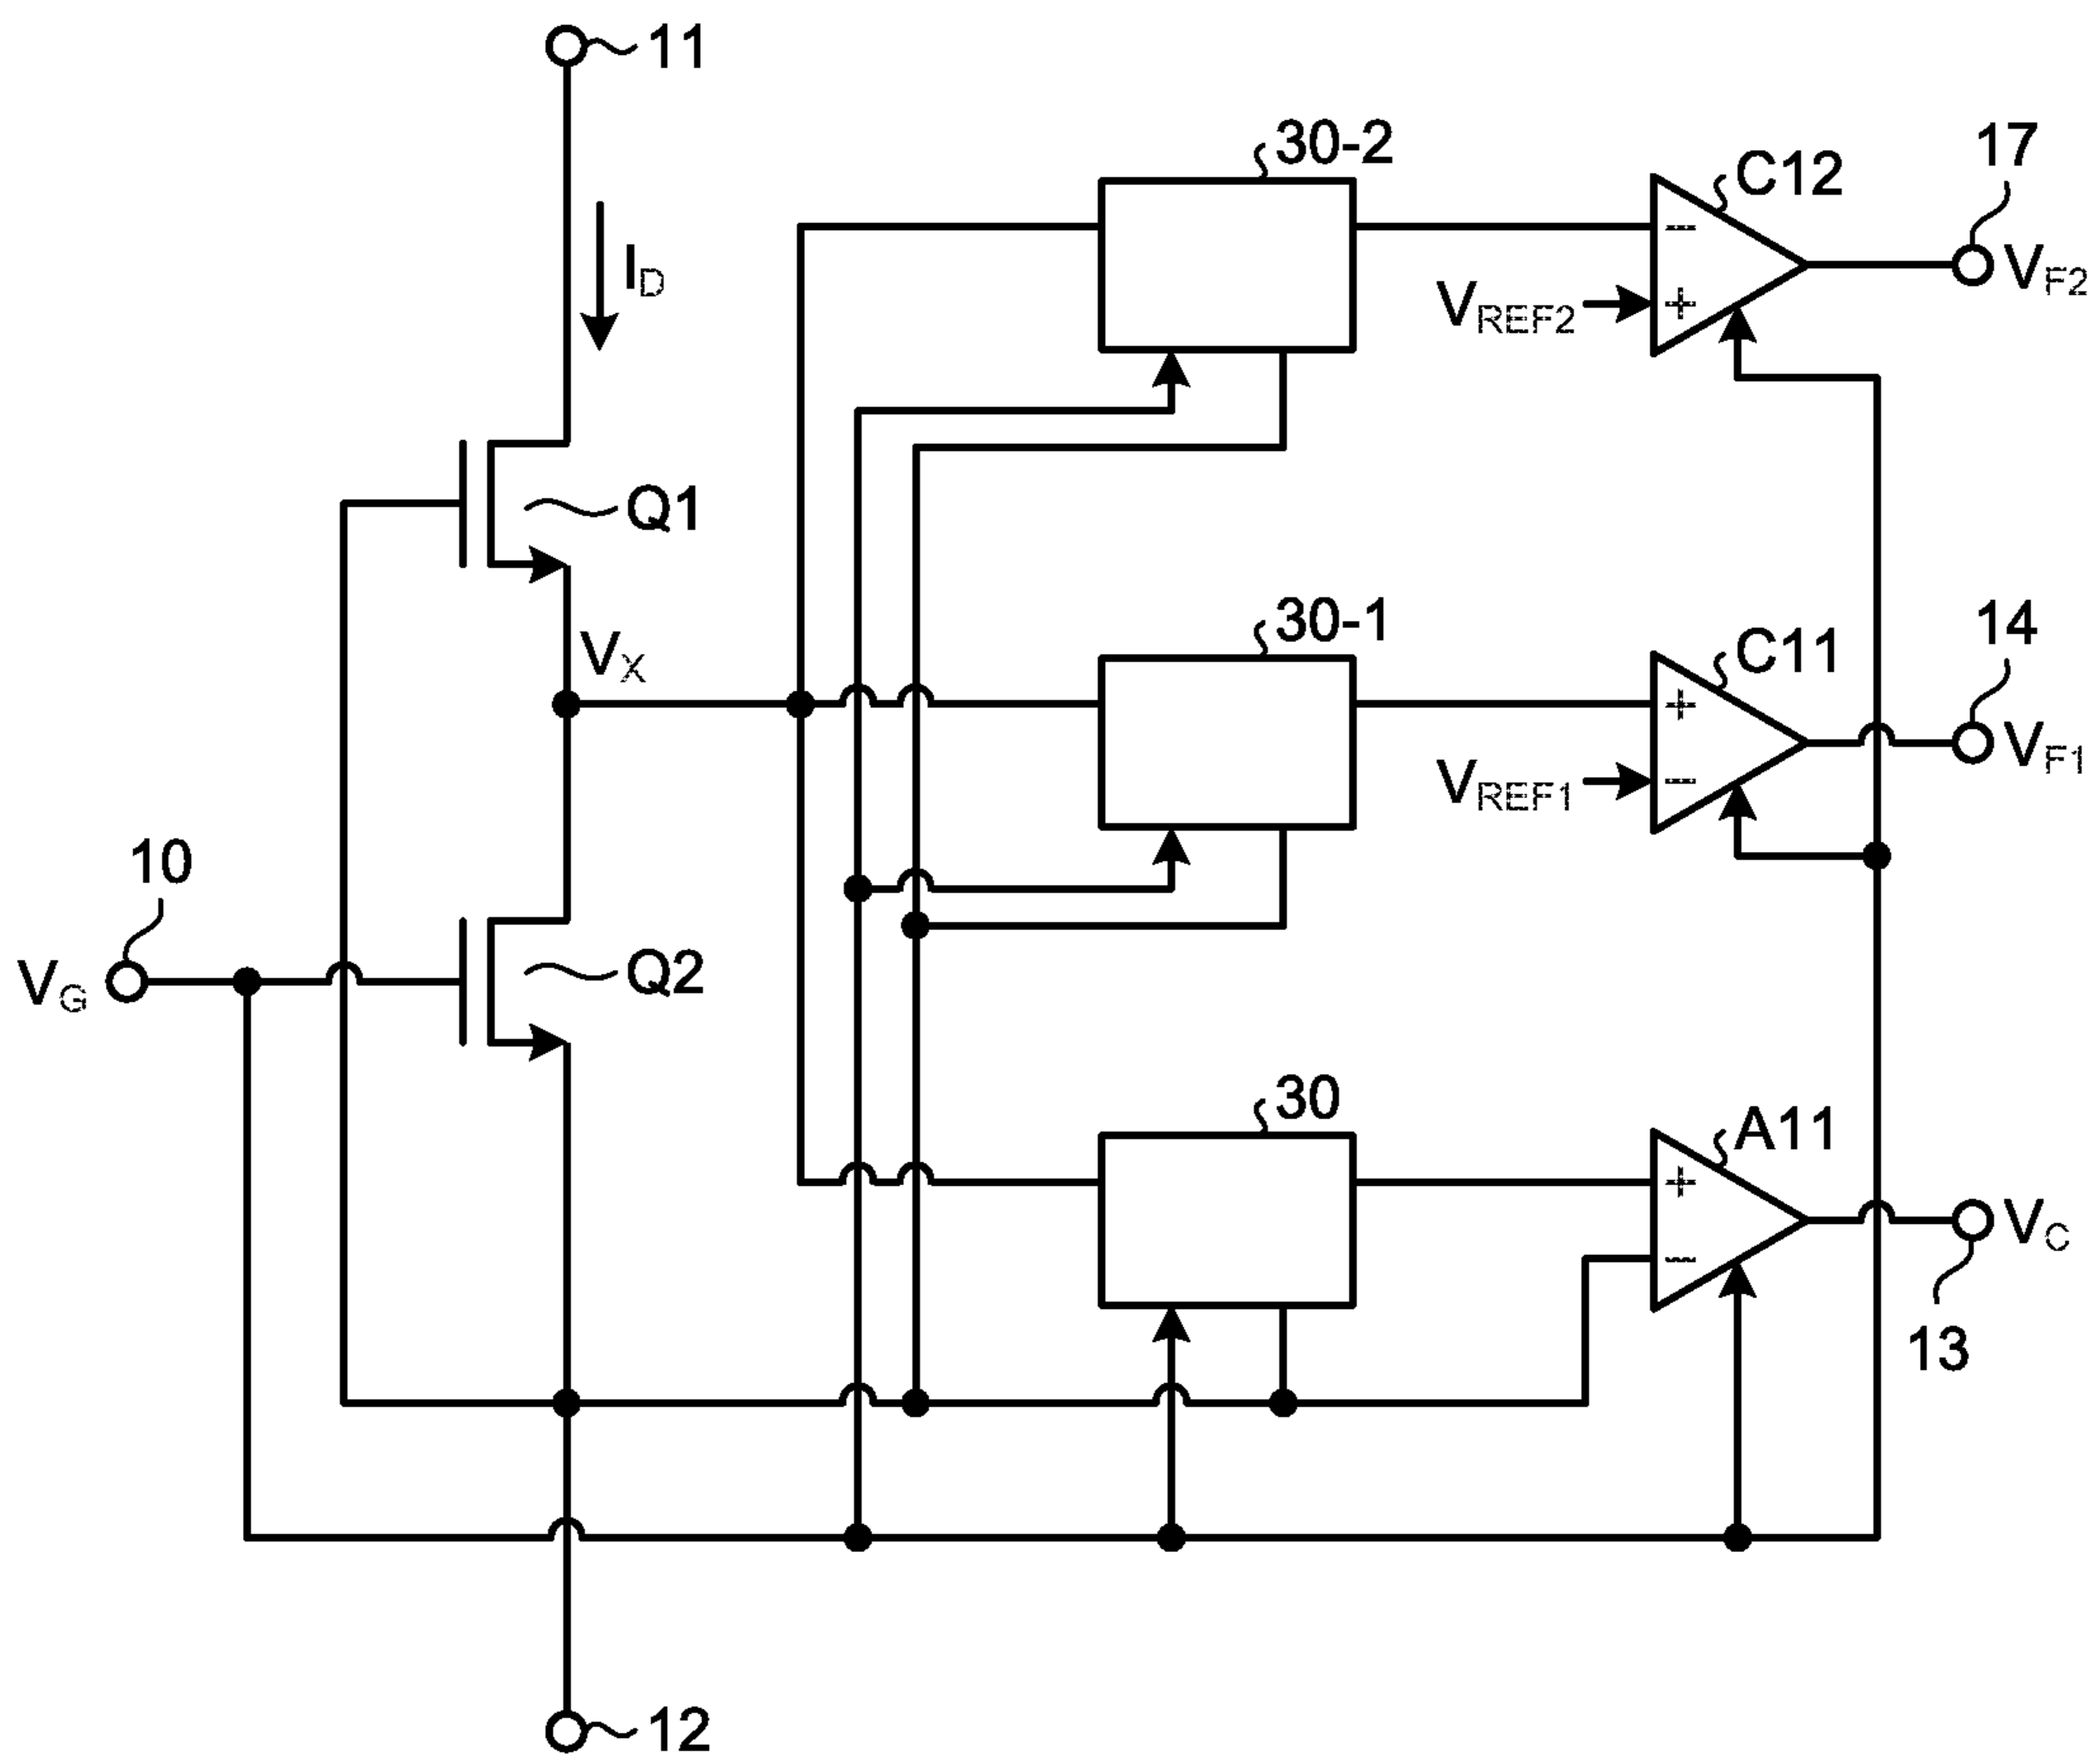 11
30-2
C12
17
I_D
V_REF2
− +
V_F2
Q1
30-1
C11
14
V_X
V_REF1
+ −
V_F1
10
V_G
Q2
30
A11
+ −
V_C
13
12